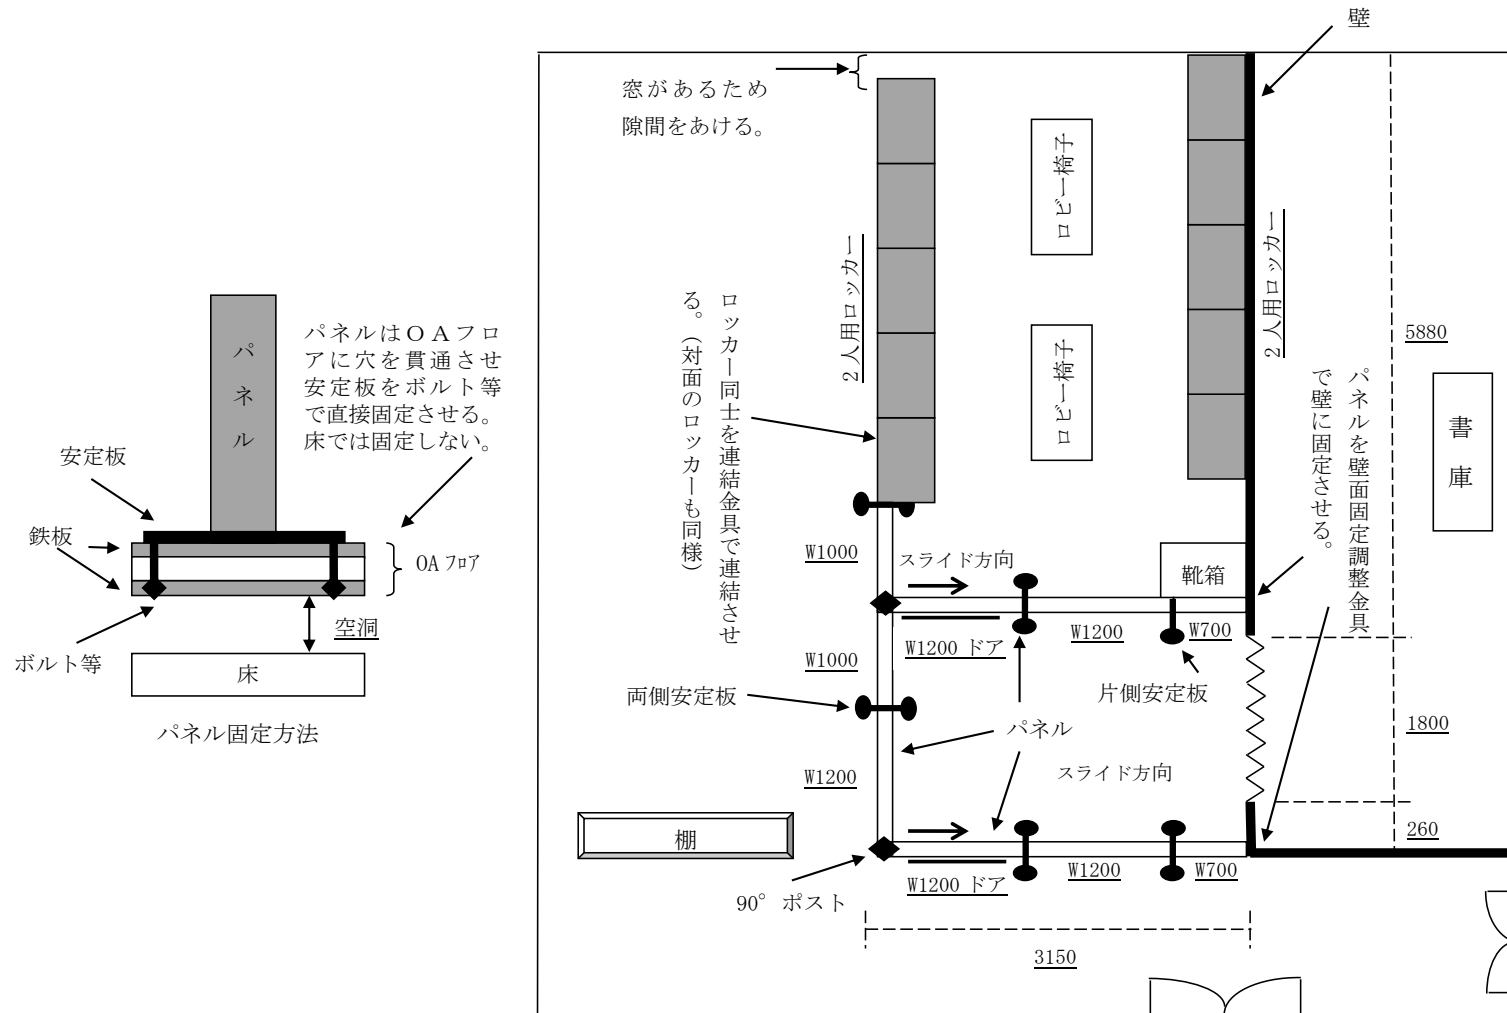 パネル
パネルはOAフロ
アに穴を貫通させ
安定板をボルト等
で直接固定させる。
床では固定しない。
安定板
鉄板
OAフロア
ボルト等
空洞
床
パネル固定方法
壁
窓があるため
隙間をあける。
ロビー椅子
ロビー椅子
2人用ロッカー
2人用ロッカー
ロッカー同士を連結金具で連結させ
る。(対面のロッカーも同様)
パネルを壁面固定調整金具
で壁に固定させる。
5880
書庫
W1000
スライド方向
靴箱
W1200 ドア
W1200
W700
W1000
両側安定板
片側安定板
パネル
1800
W1200
スライド方向
棚
260
W1200 ドア
W1200
W700
90°ポスト
3150